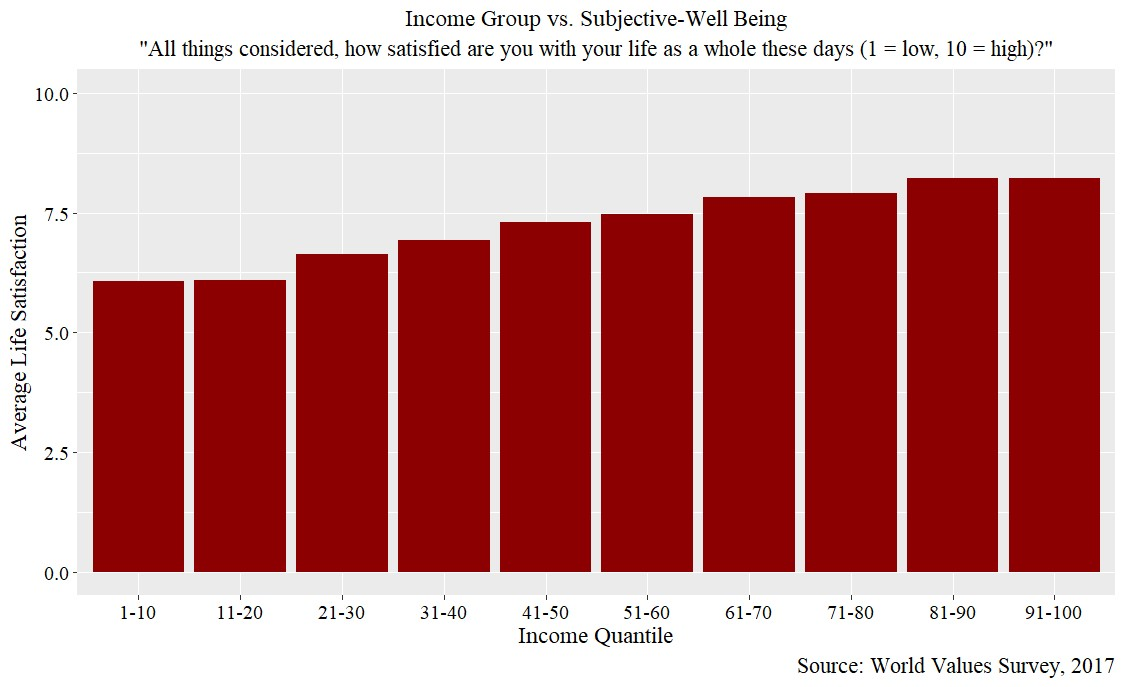 Income Group vs. Subjective-Well Being
"All things considered, how satisfied are you with your life as a whole these days (1 = low, 10 = high)?"
Average Life Satisfaction
10.0
7.5
5.0
2.5
0.0
1-10 11-20 21-30 31-40 41-50 51-60 61-70 71-80 81-90 91-100
Income Quantile
Source: World Values Survey, 2017